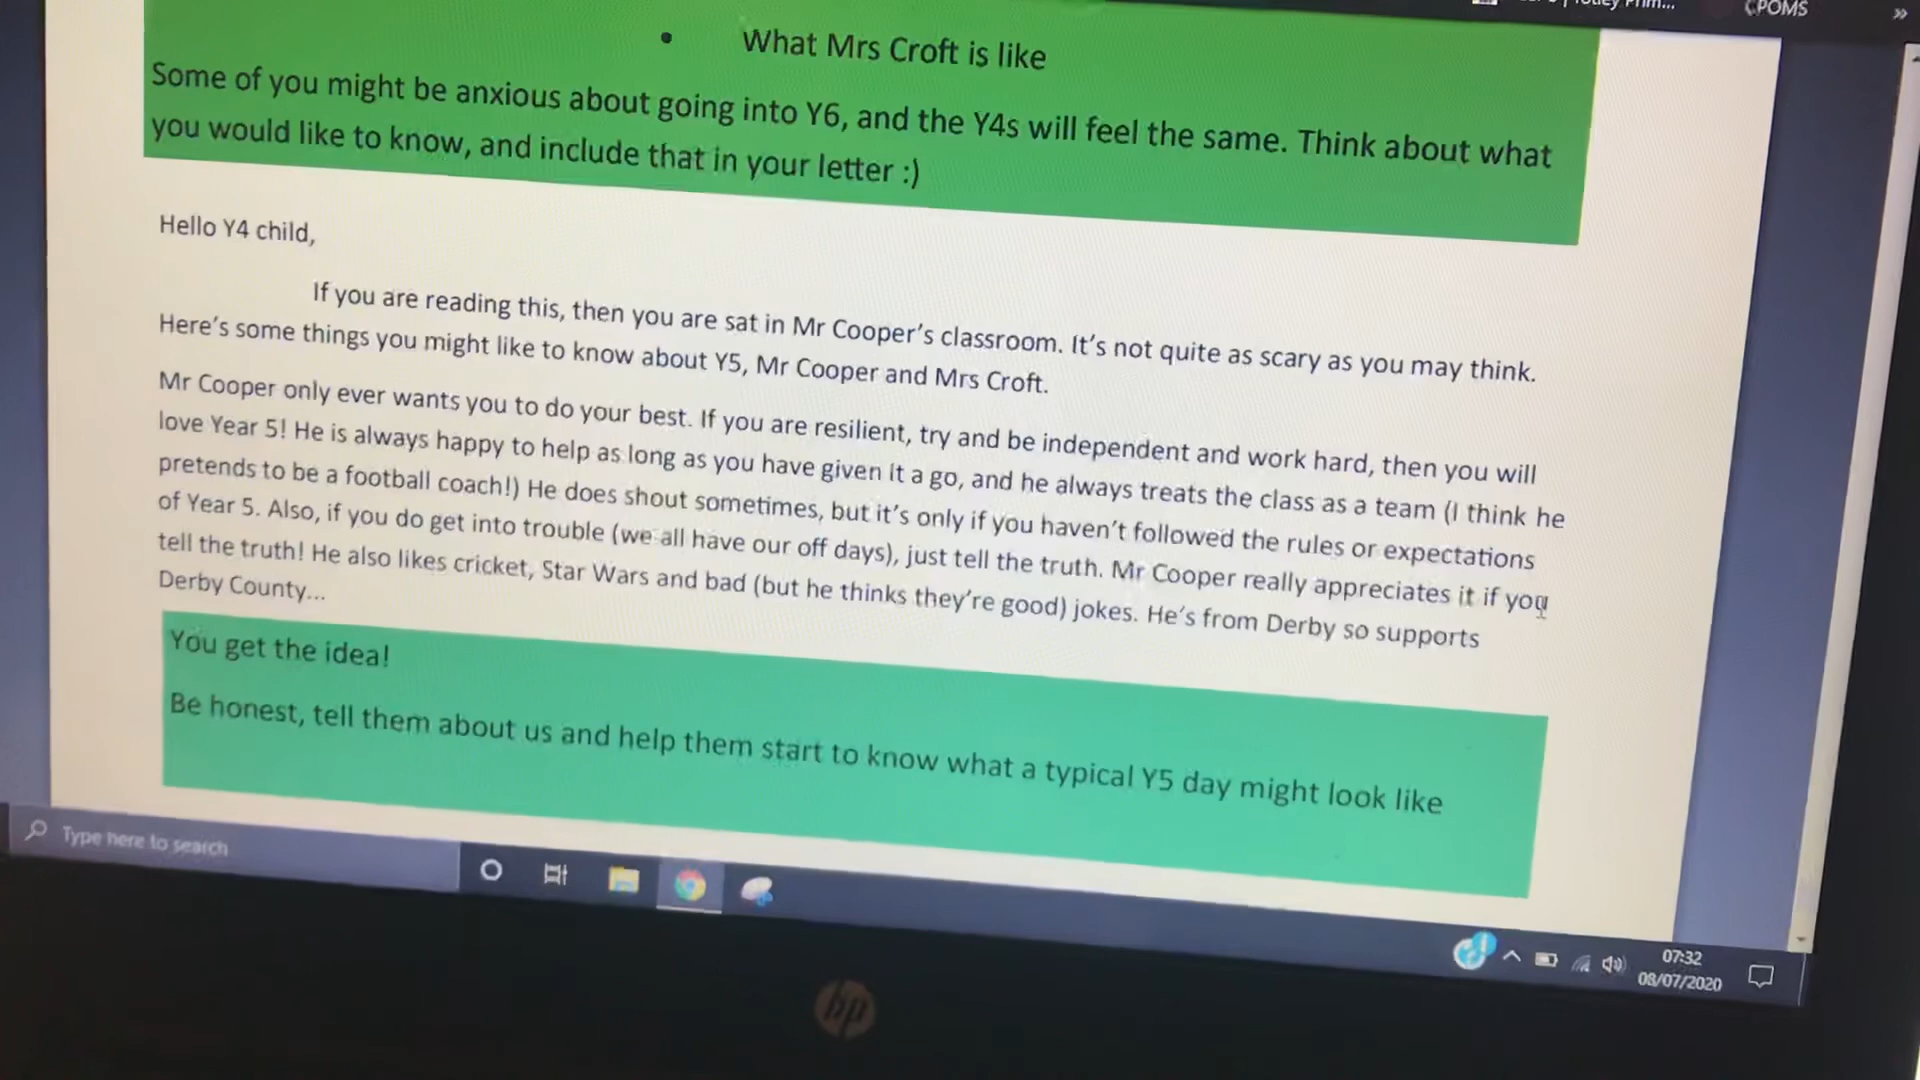 Prim...
CPOMS
»
• What Mrs Croft is like
Some of you might be anxious about going into Y6, and the Y4s will feel the same. Think about what
you would like to know, and include that in your letter :)
Hello Y4 child,
If you are reading this, then you are sat in Mr Cooper's classroom. It's not quite as scary as you may think.
Here's some things you might like to know about Y5, Mr Cooper and Mrs Croft.
Mr Cooper only ever wants you to do your best. If you are resilient, try and be independent and work hard, then you will
love Year 5! He is always happy to help as long as you have given it a go, and he always treats the class as a team (I think he
pretends to be a football coach!) He does shout sometimes, but it's only if you haven't followed the rules or expectations
of Year 5. Also, if you do get into trouble (we all have our off days), just tell the truth. Mr Cooper really appreciates it if you
tell the truth! He also likes cricket, Star Wars and bad (but he thinks they're good) jokes. He's from Derby so supports
Derby County...
You get the idea!
Be honest, tell them about us and help them start to know what a typical Y5 day might look like
Type here to search
07:32
08/07/2020
hp